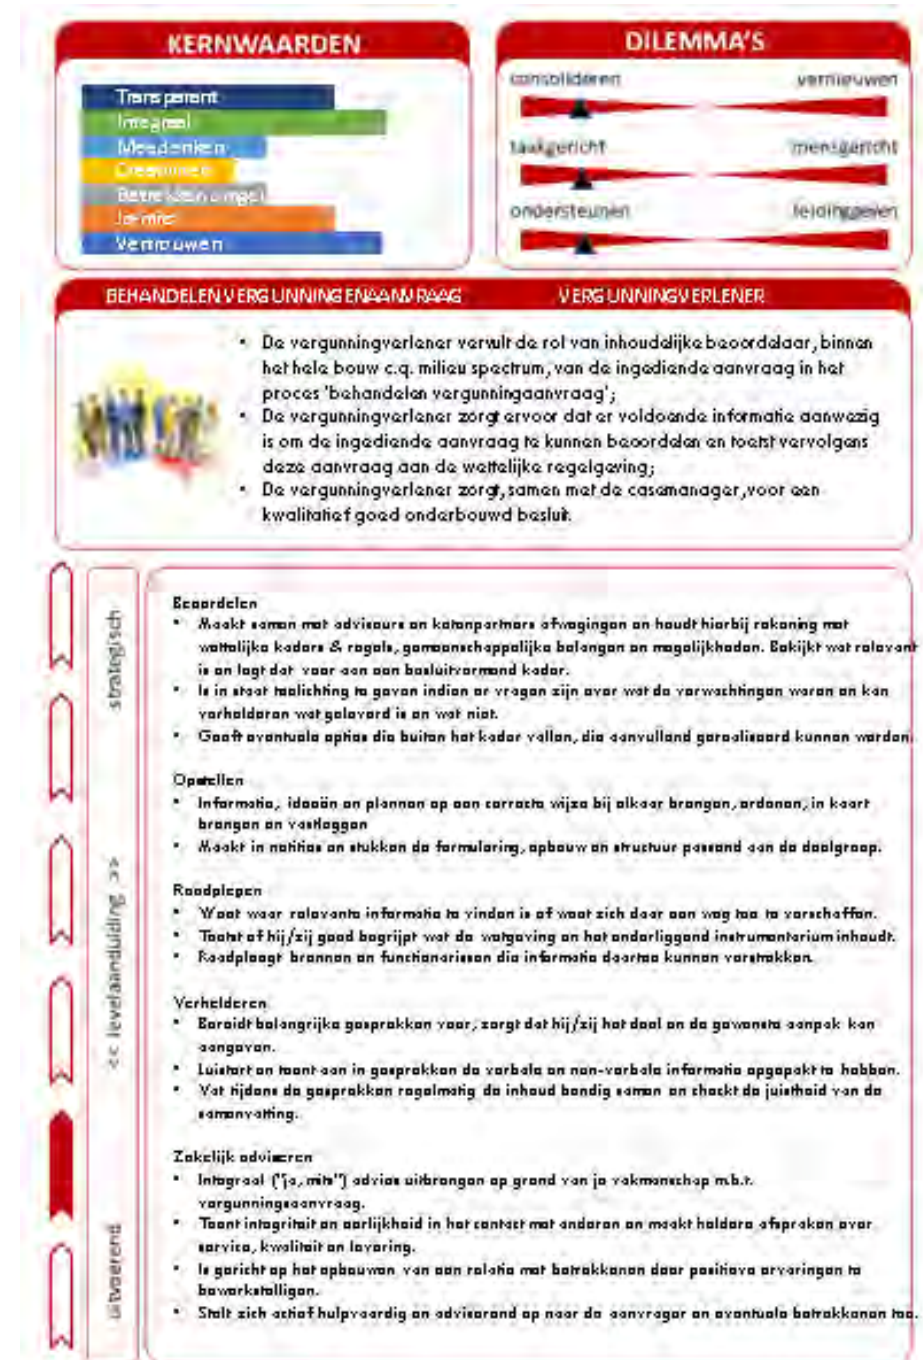 KERNWAARDEN
Transparent
Integraal
Meedenken
Creativiteit
Betrekken omgeving
Ja-mits
Vertrouwen
DILEMMA'S
consolideren vernieuwen
taakgericht mensgericht
ondersteunen leidinggeven
BEHANDELEN VERGUNNINGENAANVRAAG VERGUNNINGVERLENER
• De vergunningverlener vervult de rol van inhoudelijke beoordelaar, binnen
het hele bouw c.q. milieu spectrum, van de ingediende aanvraag in het
proces 'behandelen vergunningaanvraag';
• De vergunningverlener zorgt ervoor dat er voldoende informatie aanwezig
is om de ingediende aanvraag te kunnen beoordelen en toetst vervolgens
deze aanvraag aan de wettelijke regelgeving;
• De vergunningverlener zorgt, samen met de casemanager, voor een
kwalitatief goed onderbouwd besluit.
strategisch
<< levelaanduiding >>
uitvoerend
Beoordelen
• Maakt samen met adviseurs en ketenpartners afwegingen en houdt hierbij rekening met
wettelijke kaders & regels, gemeenschappelijke belangen en mogelijkheden. Bekijkt wat relevant
is en legt dat voor aan een besluitvormend kader.
• Is in staat toelichting te geven indien er vragen zijn over wat de verwachtingen waren en kan
verhelderen wat geleverd is en wat niet.
• Geeft eventuele opties die buiten het kader vallen, die aanvullend gerealiseerd kunnen worden.
Opstellen
• Informatie, ideeën en plannen op een correcte wijze bij elkaar brengen, ordenen, in kaart
brengen en vastleggen
• Maakt in notities en stukken de formulering, opbouw en structuur passend aan de doelgroep.
Raadplegen
• Weet waar relevante informatie te vinden is of weet zich daar een weg toe te verschaffen.
• Toetst of hij/zij goed begrijpt wat de wetgeving en het onderliggend instrumentarium inhoudt.
• Raadpleegt bronnen en functionarissen die informatie daartoe kunnen verstrekken.
Verhelderen
• Bereidt belangrijke gesprekken voor, zorgt dat hij/zij het doel en de gewenste aanpak kan
aangeven.
• Luistert en toont aan in gesprekken de verbale en non-verbale informatie opgepakt te hebben.
• Vat tijdens de gesprekken regelmatig de inhoud bondig samen en checkt de juistheid van de
samenvatting.
Zakelijk adviseren
• Integraal ("ja, mits") advies uitbrengen op grond van je vakmanschap m.b.t.
vergunningsaanvraag.
• Toont integriteit en eerlijkheid in het contact met anderen en maakt heldere afspraken over
service, kwaliteit en levering.
• Is gericht op het opbouwen van een relatie met betrokkenen door positieve ervaringen te
bewerkstelligen.
• Stelt zich actief hulpvaardig en adviserend op naar de aanvrager en eventuele betrokkenen toe.